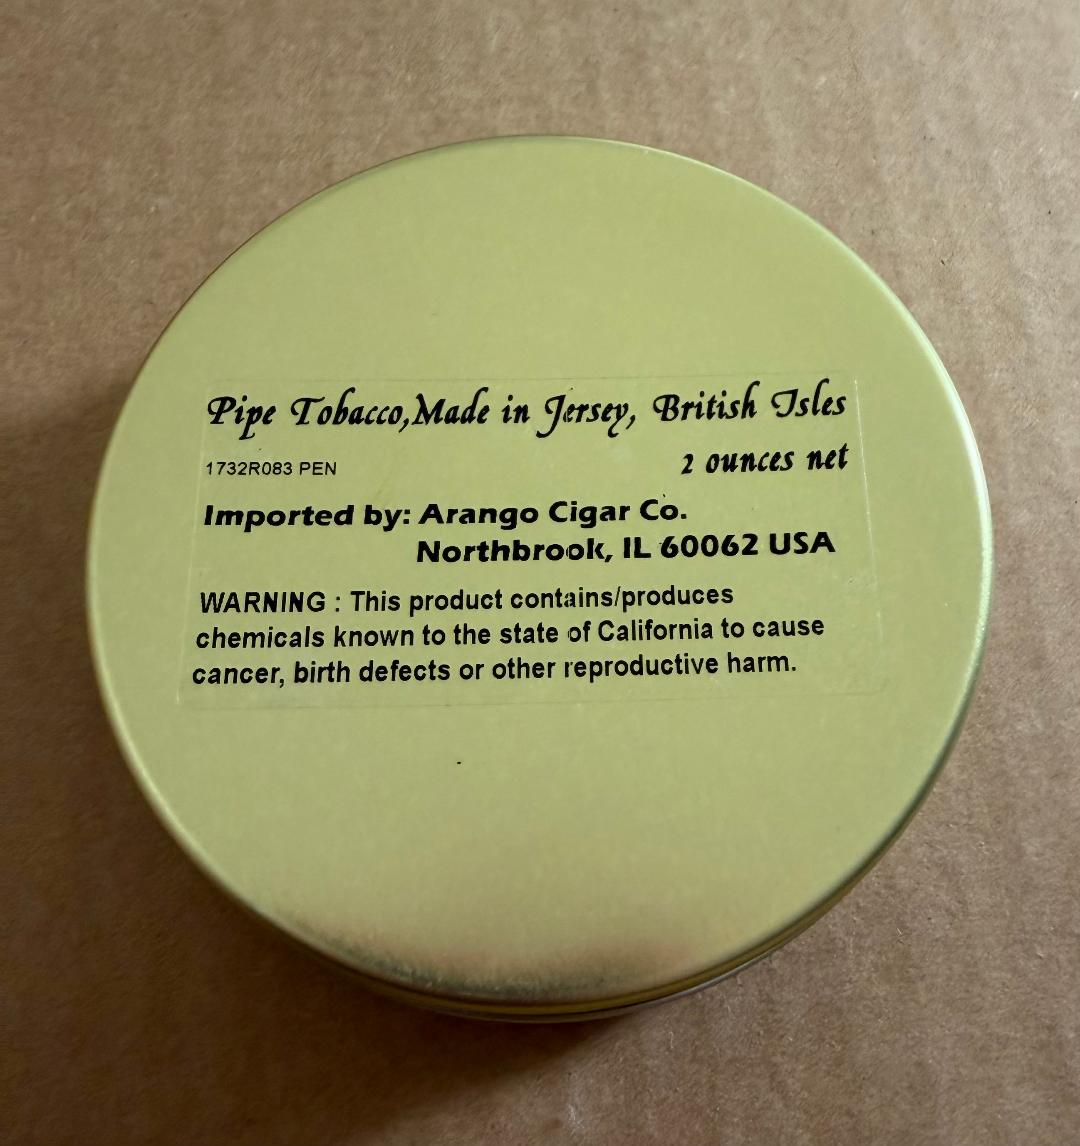 Pipe Tobacco,Made in Jersey, British Isles
1732R083 PEN 2 ounces net
Imported by: Arango Cigar Co.
Northbrook, IL 60062 USA
WARNING : This product contains/produces
chemicals known to the state of California to cause
cancer, birth defects or other reproductive harm.